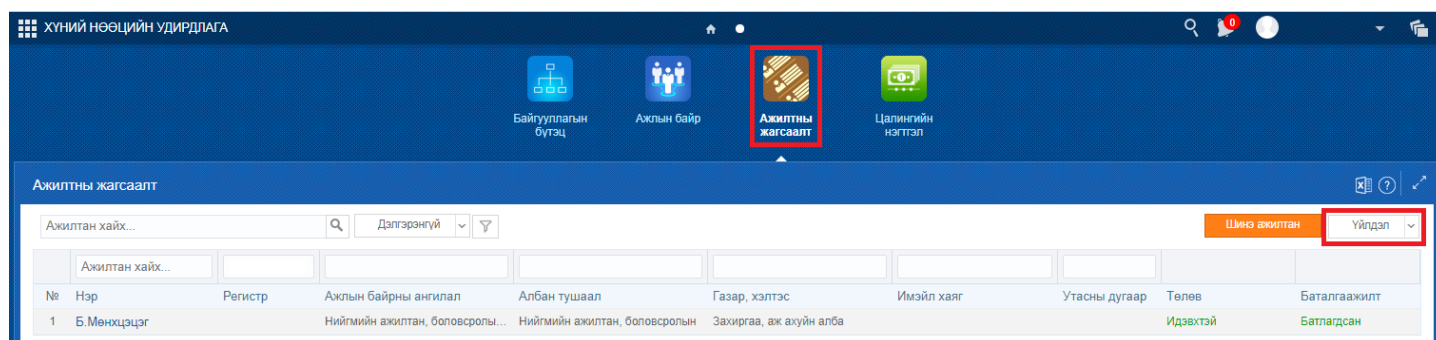 ХҮНИЙ НӨӨЦИЙН УДИРДЛАГА
0
Байгууллагын бүтэц
Ажлын байр
Ажилтны жагсаалт
Цалингийн нэгтгэл
Ажилтны жагсаалт
Ажилтан хайх... Дэлгэрэнгүй Шинэ ажилтан Үйлдэл
Ажилтан хайх...
№ Нэр Регистр Ажлын байрны ангилал Албан тушаал Газар, хэлтэс Имэйл хаяг Утасны дугаар Төлөв Баталгаажилт
1 Б.Мөнхцэцэг Нийгмийн ажилтан, боловсролы... Нийгмийн ажилтан, боловсролын Захиргаа, аж ахуйн алба Идэвхтэй Батлагдсан